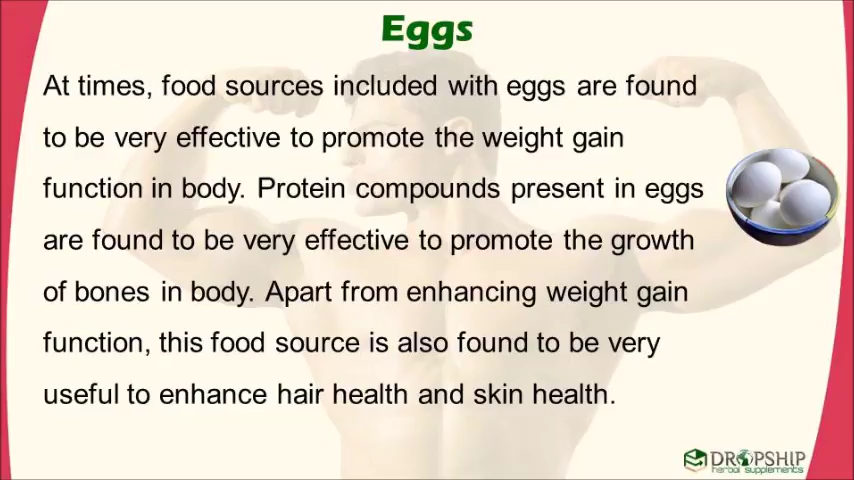 Eggs
At times, food sources included with eggs are found
to be very effective to promote the weight gain
function in body. Protein compounds present in eggs
are found to be very effective to promote the growth
of bones in body. Apart from enhancing weight gain
function, this food source is also found to be very
useful to enhance hair health and skin health.
DROPSHIP
herbal supplements